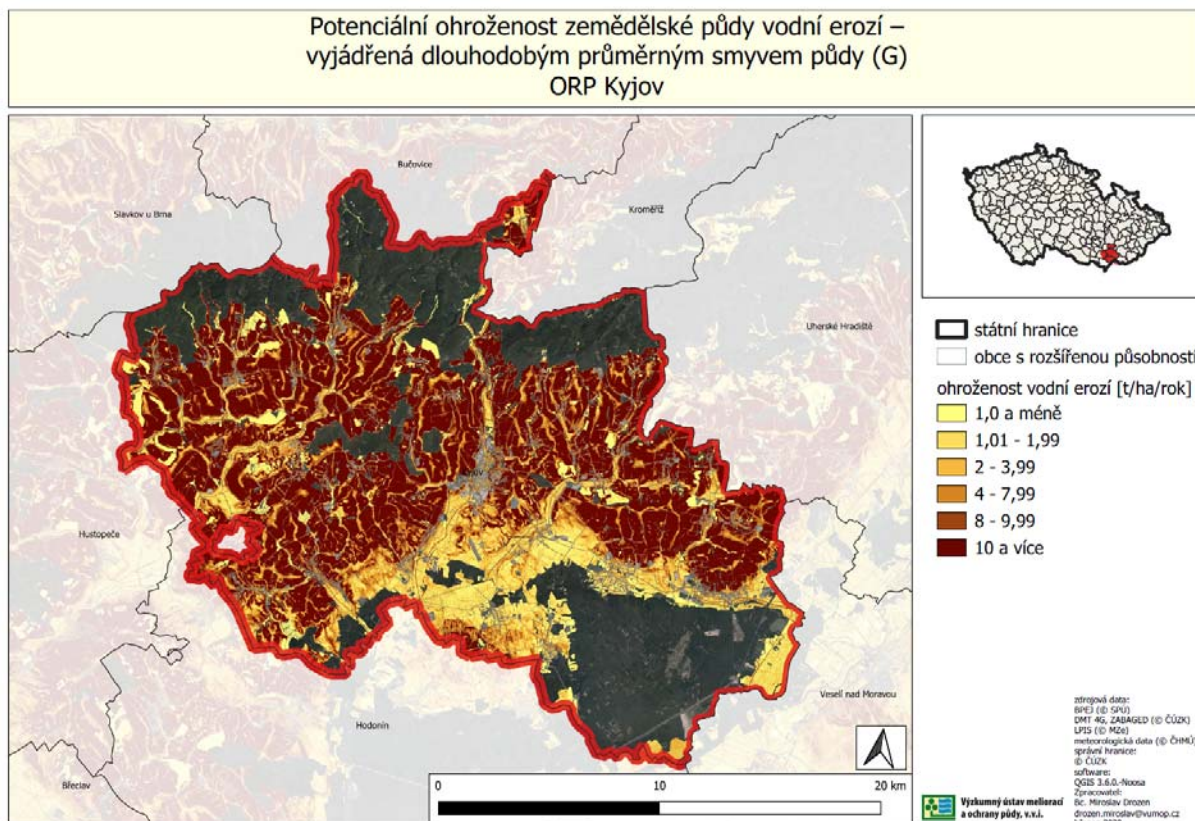 Potenciální ohroženost zemědělské půdy vodní erozí –
vyjádřená dlouhodobým průměrným smyvem půdy (G)
ORP Kyjov
Bučovice
Slavkov u Brna
Kroměříž
Uherské Hradiště
Hustopeče
Veselí nad Moravou
Hodonín
Břeclav
0
10
20 km
státní hranice
obce s rozšířenou působností
ohroženost vodní erozí [t/ha/rok]
1,0 a méně
1,01 - 1,99
2 - 3,99
4 - 7,99
8 - 9,99
10 a více
zdrojová data:
BPEJ (© SPÚ)
DMT 4G, ZABAGED (© ČÚZK)
LPIS (© MZe)
meteorologická data (© ČHMÚ)
správní hranice:
© ČÚZK
software:
QGIS 3.6.0.-Noosa
Zpracovatel:
Bc. Miroslav Drozen
drozen.miroslav@vumop.cz
Výzkumný ústav meliorací
a ochrany půdy, v.v.i.